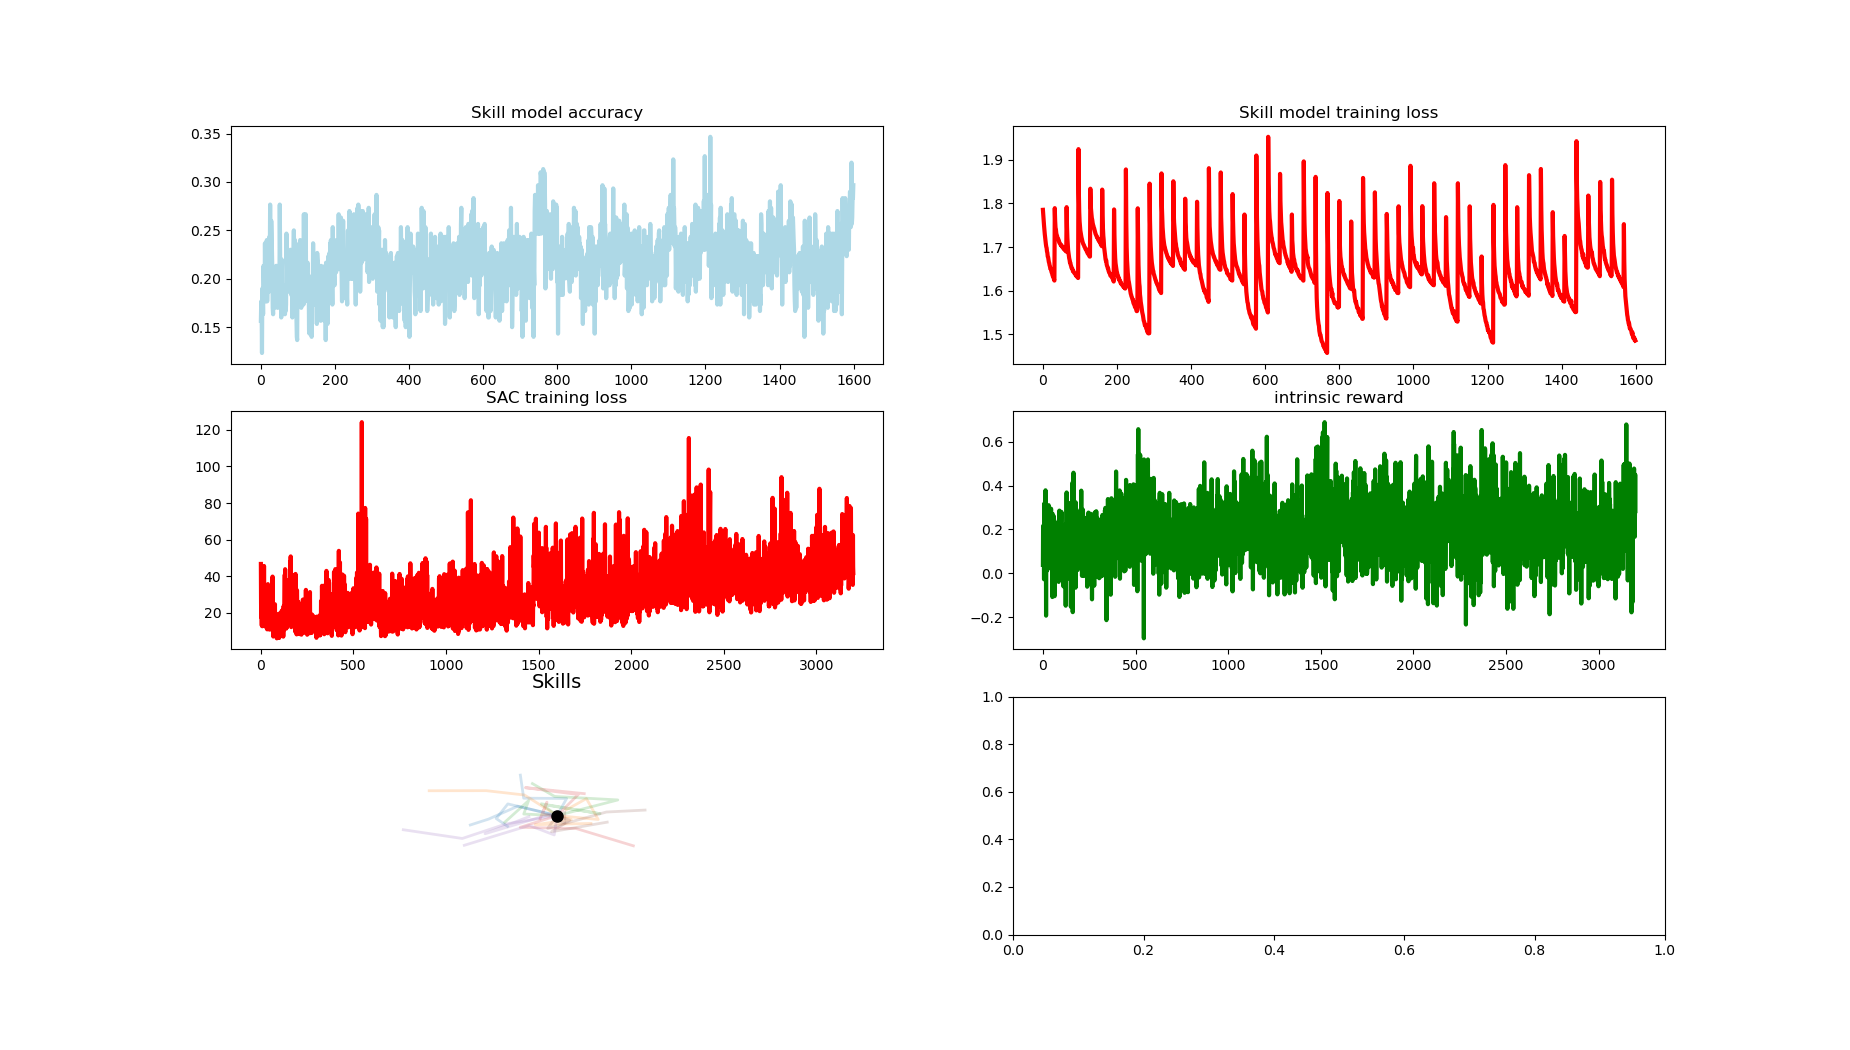 Skill model accuracy
0.35
0.30
0.25
0.20
0.15
0 200 400 600 800 1000 1200 1400 1600
Skill model training loss
1.9
1.8
1.7
1.6
1.5
0 200 400 600 800 1000 1200 1400 1600
SAC training loss
120
100
80
60
40
20
0 500 1000 1500 2000 2500 3000
intrinsic reward
0.6
0.4
0.2
0.0
−0.2
0 500 1000 1500 2000 2500 3000
Skills
1.0
0.8
0.6
0.4
0.2
0.0
0.0 0.2 0.4 0.6 0.8 1.0